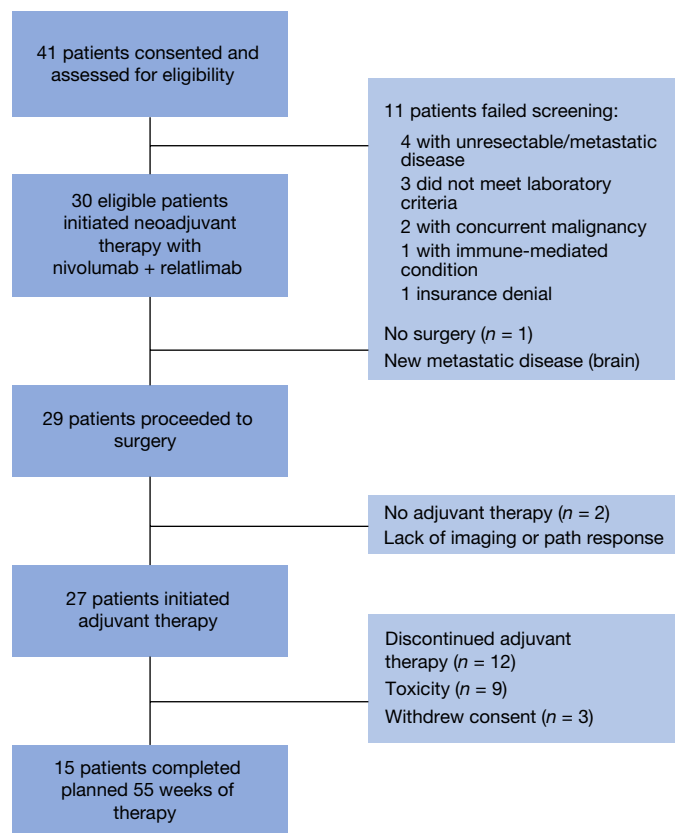 41 patients consented and
assessed for eligibility
11 patients failed screening:
4 with unresectable/metastatic
disease
3 did not meet laboratory
criteria
2 with concurrent malignancy
1 with immune-mediated
condition
1 insurance denial
No surgery (n = 1)
New metastatic disease (brain)
30 eligible patients
initiated neoadjuvant
therapy with
nivolumab + relatlimab
29 patients proceeded to
surgery
No adjuvant therapy (n = 2)
Lack of imaging or path response
27 patients initiated
adjuvant therapy
Discontinued adjuvant
therapy (n = 12)
Toxicity (n = 9)
Withdrew consent (n = 3)
15 patients completed
planned 55 weeks of
therapy